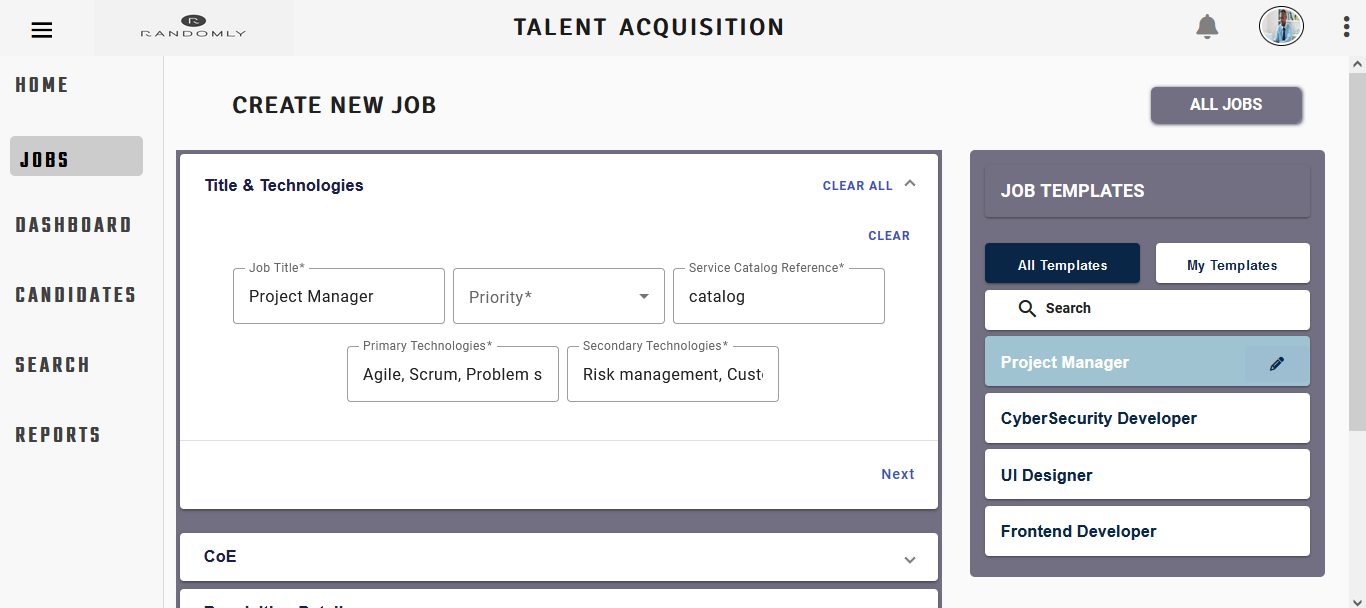 R
RANDOMLY
TALENT ACQUISITION
HOME
JOBS
DASHBOARD
CANDIDATES
SEARCH
REPORTS
CREATE NEW JOB
ALL JOBS
Title & Technologies
CLEAR ALL
CLEAR
Job Title*
Project Manager
Priority*
Service Catalog Reference*
catalog
Primary Technologies*
Agile, Scrum, Problem s
Secondary Technologies*
Risk management, Cust
Next
CoE
JOB TEMPLATES
All Templates
My Templates
Search
Project Manager
CyberSecurity Developer
UI Designer
Frontend Developer